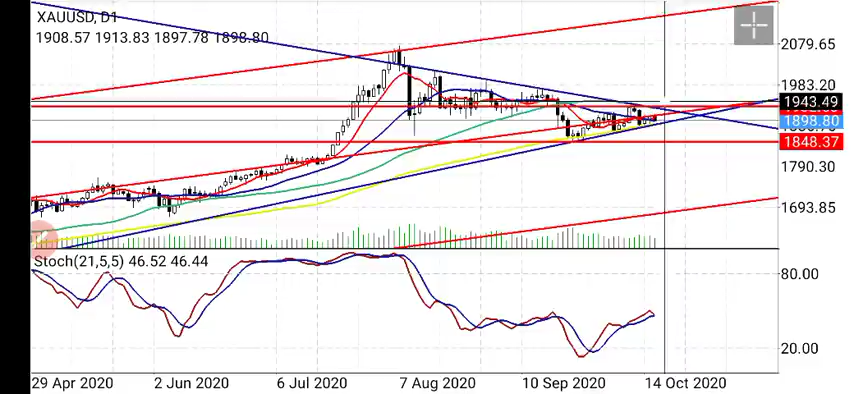 XAUUSD, D1
1908.57 1913.83 1897.78 1898.80
2079.65
1983.20
1943.49
1898.80
1848.37
1790.30
1693.85
Stoch(21,5,5) 46.52 46.44
80.00
20.00
29 Apr 2020 2 Jun 2020 6 Jul 2020 7 Aug 2020 10 Sep 2020 14 Oct 2020